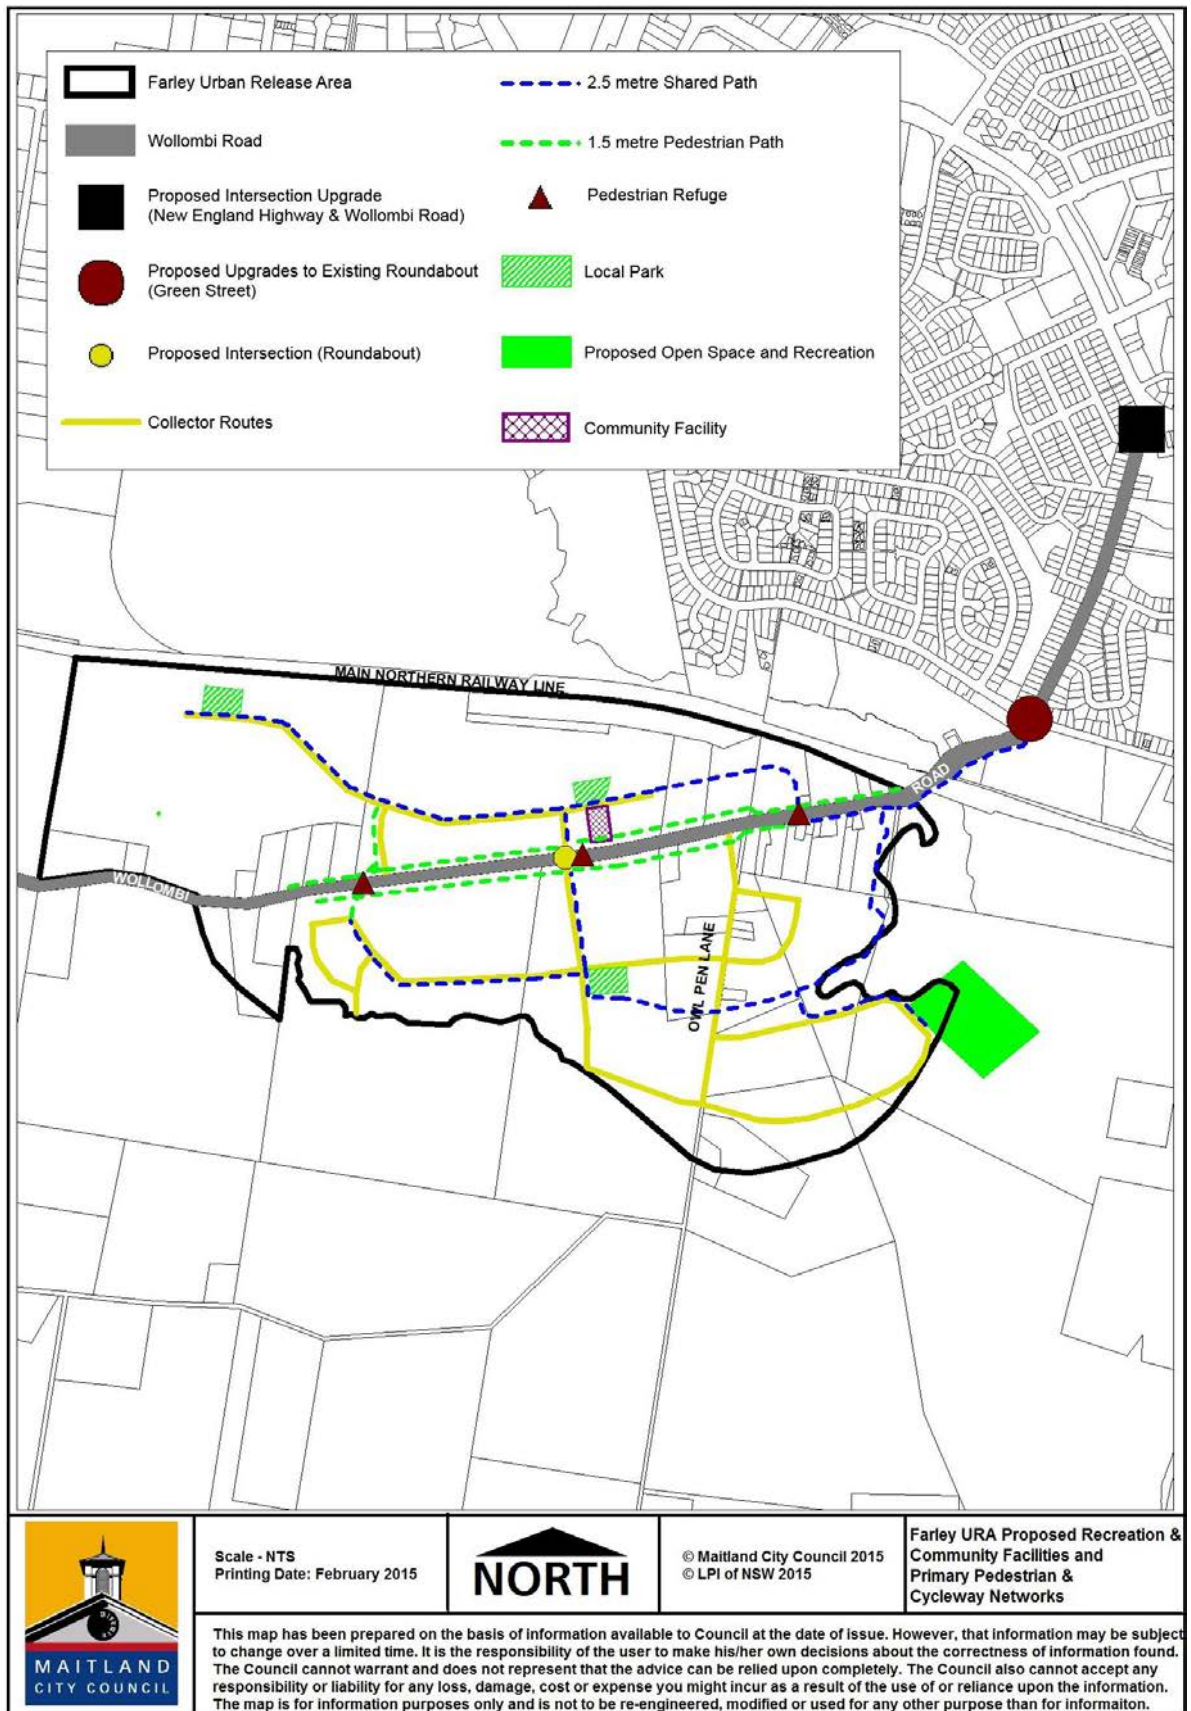 Farley Urban Release Area
Wollombi Road
Proposed Intersection Upgrade
(New England Highway & Wollombi Road)
Proposed Upgrades to Existing Roundabout
(Green Street)
Proposed Intersection (Roundabout)
Collector Routes
2.5 metre Shared Path
1.5 metre Pedestrian Path
Pedestrian Refuge
Local Park
Proposed Open Space and Recreation
Community Facility
MAIN NORTHERN RAILWAY LINE
ROAD
WOLLOMBI
OWL PEN LANE
MAITLAND
CITY COUNCIL
Scale - NTS
Printing Date: February 2015
NORTH
© Maitland City Council 2015
© LPI of NSW 2015
Farley URA Proposed Recreation &
Community Facilities and
Primary Pedestrian &
Cycleway Networks
This map has been prepared on the basis of information available to Council at the date of issue. However, that information may be subject
to change over a limited time. It is the responsibility of the user to make his/her own decisions about the correctness of information found.
The Council cannot warrant and does not represent that the advice can be relied upon completely. The Council also cannot accept any
responsibility or liability for any loss, damage, cost or expense you might incur as a result of the use of or reliance upon the information.
The map is for information purposes only and is not to be re-engineered, modified or used for any other purpose than for informaiton.